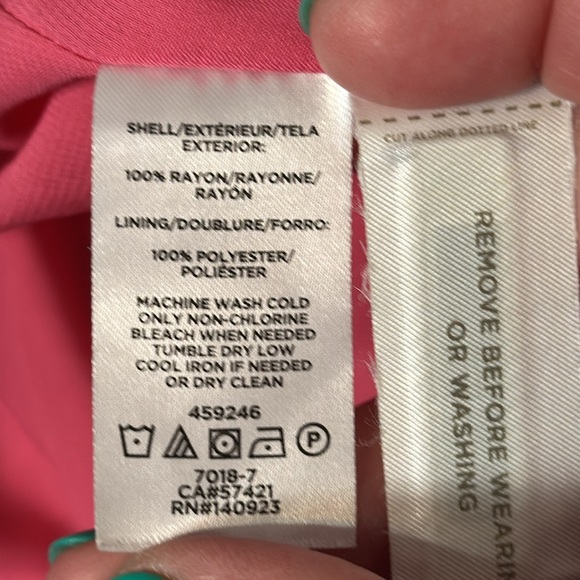 SHELL/EXTÉRIEUR/TELA
EXTERIOR:
100% RAYON/RAYONNE/
RAYÓN
LINING/DOUBLURE/FORRO:
100% POLYESTER/
POLIÉSTER
MACHINE WASH COLD
ONLY NON-CHLORINE
BLEACH WHEN NEEDED
TUMBLE DRY LOW
COOL IRON IF NEEDED
OR DRY CLEAN
459246
P
7018-7
CA#57421
RN#140923
CUT ALONG DOTTED LINE
REMOVE BEFORE WEARIN
OR WASHING